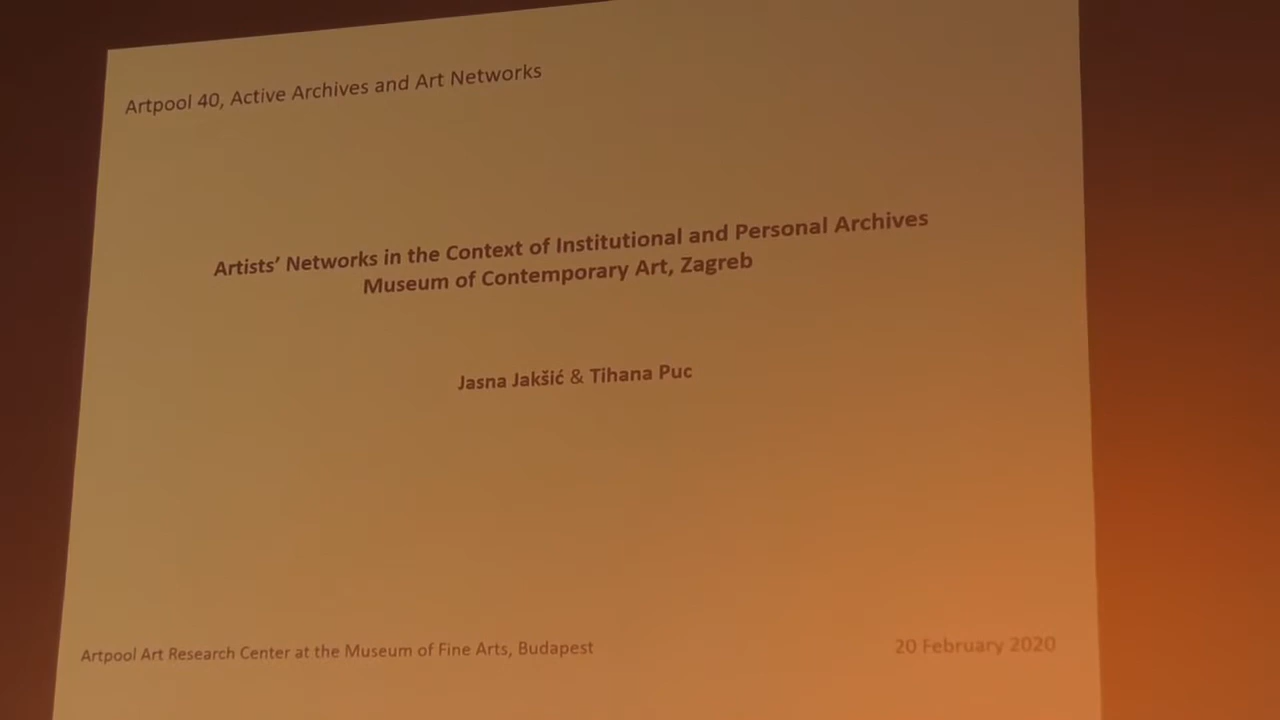 Artpool 40, Active Archives and Art Networks
Artists’ Networks in the Context of Institutional and Personal Archives
Museum of Contemporary Art, Zagreb
Jasna Jakšić & Tihana Puc
Artpool Art Research Center at the Museum of Fine Arts, Budapest
20 February 2020